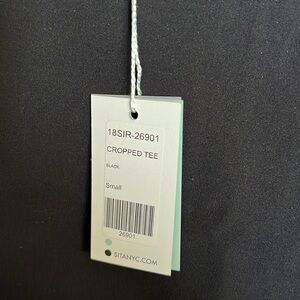 18SIR-26901
CROPPED TEE
BLACK
Small
26901
SITANYC.COM